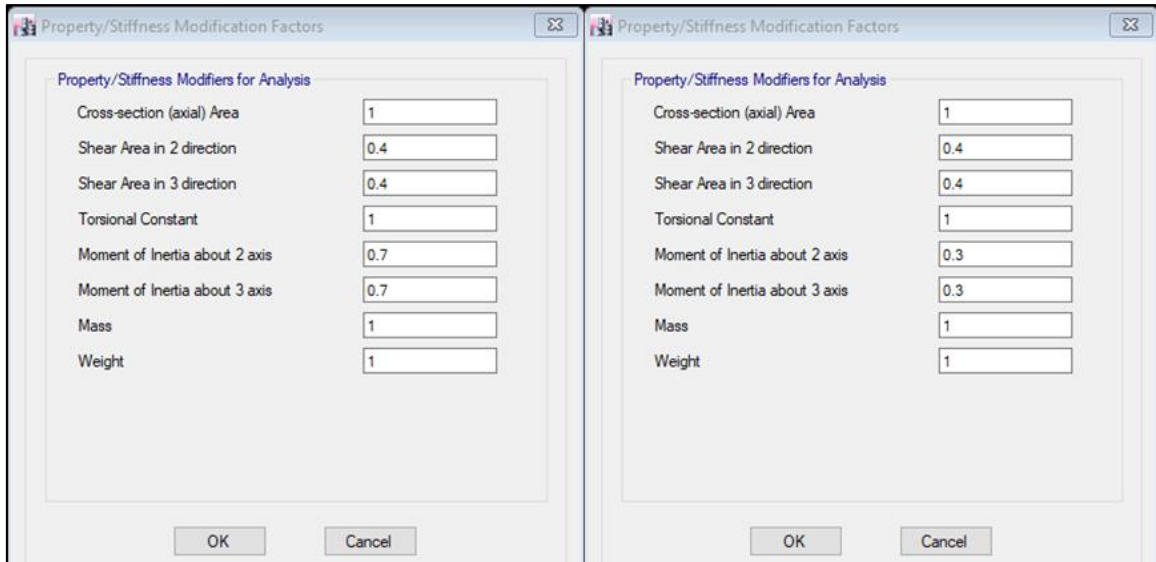 Property/Stiffness Modification Factors
Property/Stiffness Modifiers for Analysis
Cross-section (axial) Area 1
Shear Area in 2 direction 0.4
Shear Area in 3 direction 0.4
Torsional Constant 1
Moment of Inertia about 2 axis 0.7
Moment of Inertia about 3 axis 0.7
Mass 1
Weight 1
OK Cancel
Property/Stiffness Modification Factors
Property/Stiffness Modifiers for Analysis
Cross-section (axial) Area 1
Shear Area in 2 direction 0.4
Shear Area in 3 direction 0.4
Torsional Constant 1
Moment of Inertia about 2 axis 0.3
Moment of Inertia about 3 axis 0.3
Mass 1
Weight 1
OK Cancel